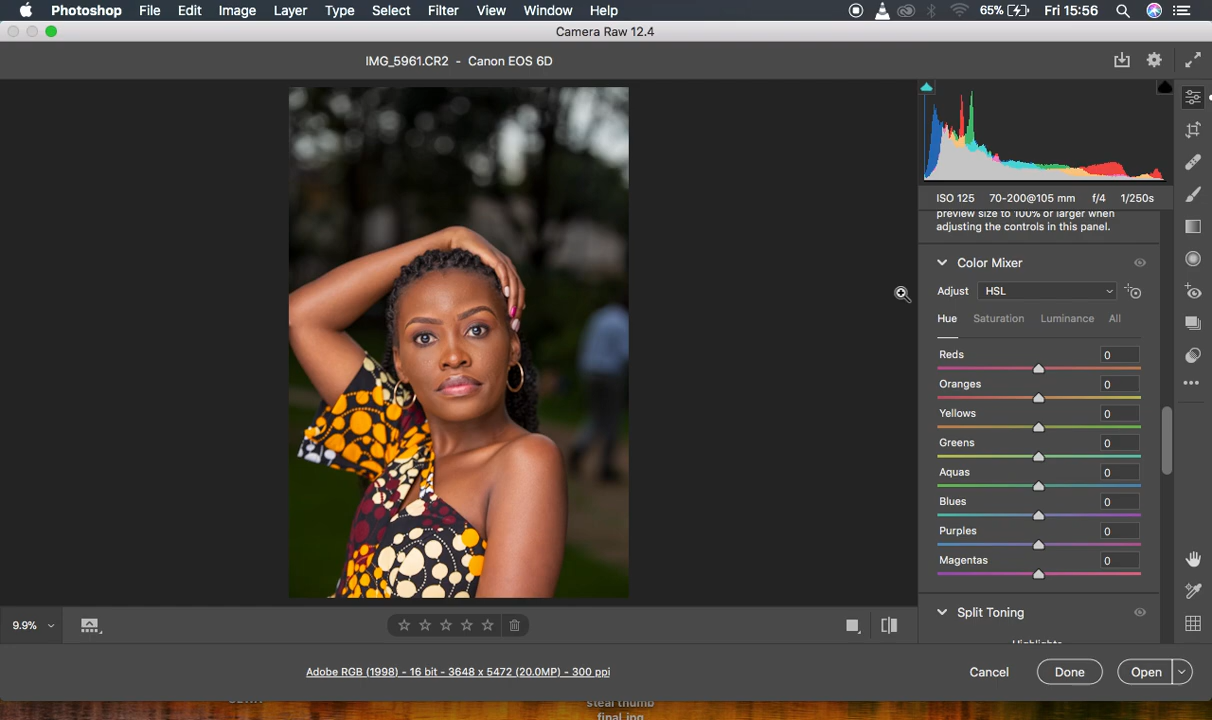 Photoshop File Edit Image Layer Type Select Filter View Window Help 65% Fri 15:56
Camera Raw 12.4
IMG_5961.CR2 - Canon EOS 6D
ISO 125 70-200@105 mm f/4 1/250s
preview size to 100% or larger when
adjusting the controls in this panel.
Color Mixer
Adjust HSL
Hue Saturation Luminance All
Reds 0
Oranges 0
Yellows 0
Greens 0
Aquas 0
Blues 0
Purples 0
Magentas 0
Split Toning
Highlights
9.9%
Adobe RGB (1998) - 16 bit - 3648 x 5472 (20.0MP) - 300 ppi
Cancel Done Open
steal thumb
final.jpg